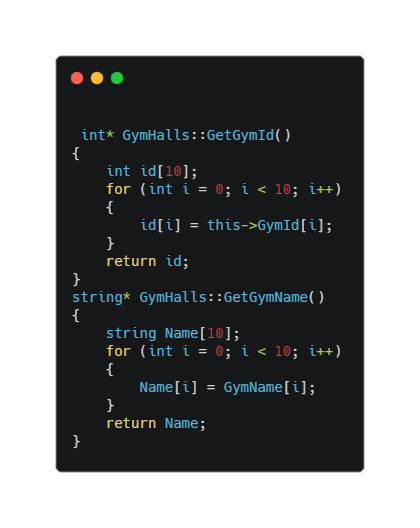 int* GymHalls::GetGymId()
{
    int id[10];
    for (int i = 0; i < 10; i++)
    {
        id[i] = this->GymId[i];
    }
    return id;
}
string* GymHalls::GetGymName()
{
    string Name[10];
    for (int i = 0; i < 10; i++)
    {
        Name[i] = GymName[i];
    }
    return Name;
}